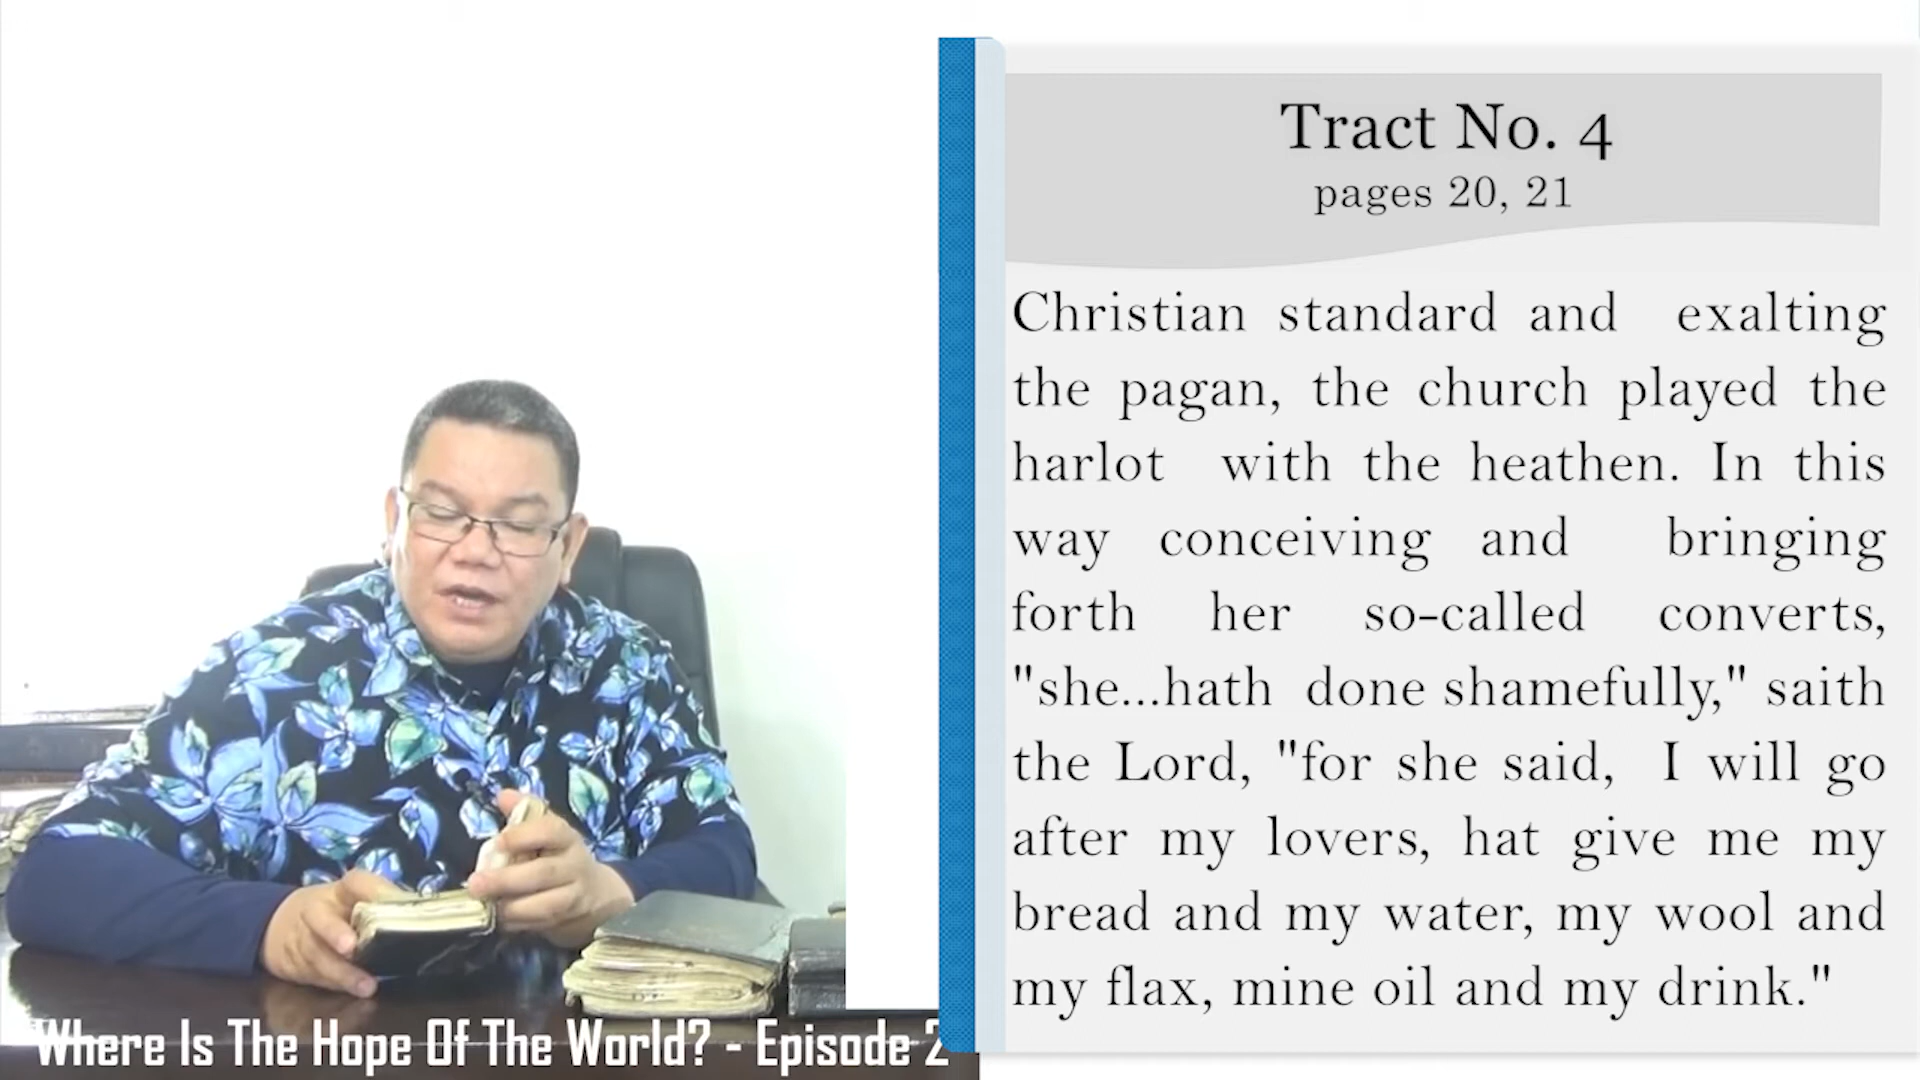 Tract No. 4
pages 20, 21
Christian standard and exalting
the pagan, the church played the
harlot with the heathen. In this
way conceiving and bringing
forth her so-called converts,
"she...hath done shamefully," saith
the Lord, "for she said, I will go
after my lovers, hat give me my
bread and my water, my wool and
my flax, mine oil and my drink."
Where Is The Hope Of The World? - Episode 2